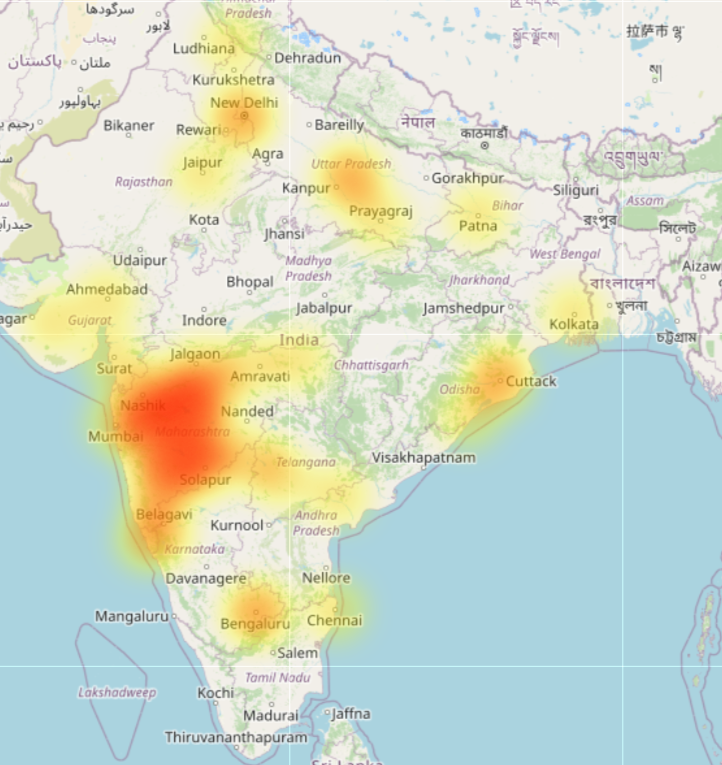 سرگودھا
Himachal
Pradesh
لاہور
拉萨市
Ludhiana
پنجاب
Dehradun
پاکستان
ملتان
Kurukshetra
بہاولپور
New Delhi
नेपाल
Bikaner
Rewari
Bareilly
काठमाडौं
Agra
འབྲུག་ཡུལ་
Jaipur
Uttar Pradesh
Rajasthan
Kanpur
Gorakhpur
Siliguri
Assam
Prayagraj
Bihar
রংপুর
Kota
Jhansi
Patna
সিলেট
Udaipur
Madhya
Pradesh
West Bengal
Bhopal
Jharkhand
বাংলাদেশ
Ahmedabad
Jabalpur
Jamshedpur
খুলনা
Gujarat
Indore
Kolkata
চট্টগ্রাম
India
Surat
Jalgaon
Chhattisgarh
Amravati
Odisha
Cuttack
Nashik
Nanded
Mumbai
Maharashtra
Telangana
Visakhapatnam
Solapur
Belagavi
Kurnool
Andhra
Pradesh
Karnataka
Davanagere
Nellore
Mangaluru
Bengaluru
Chennai
Salem
Lakshadweep
Tamil Nadu
Kochi
Madurai
Jaffna
Thiruvananthapuram
Sri Lanka